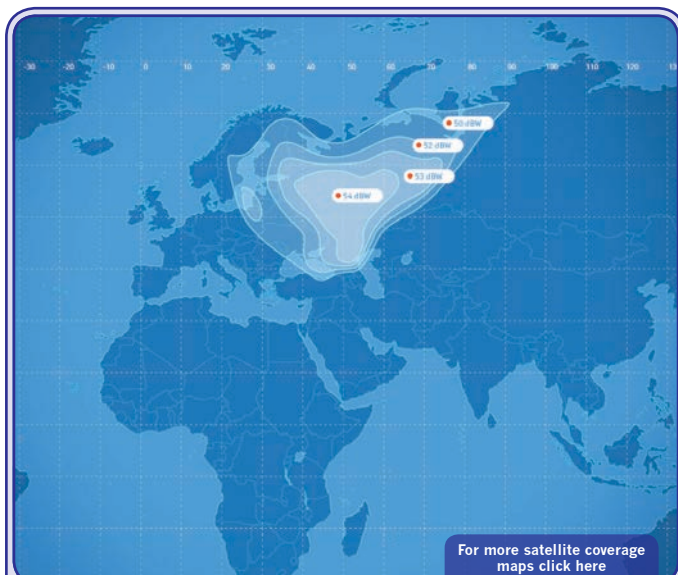 -30 -20 -10 0 10 20 30 40 50 60 70 80 90 100 110 120 13
50 dBW
52 dBW
53 dBW
54 dBW
For more satellite coverage
maps click here